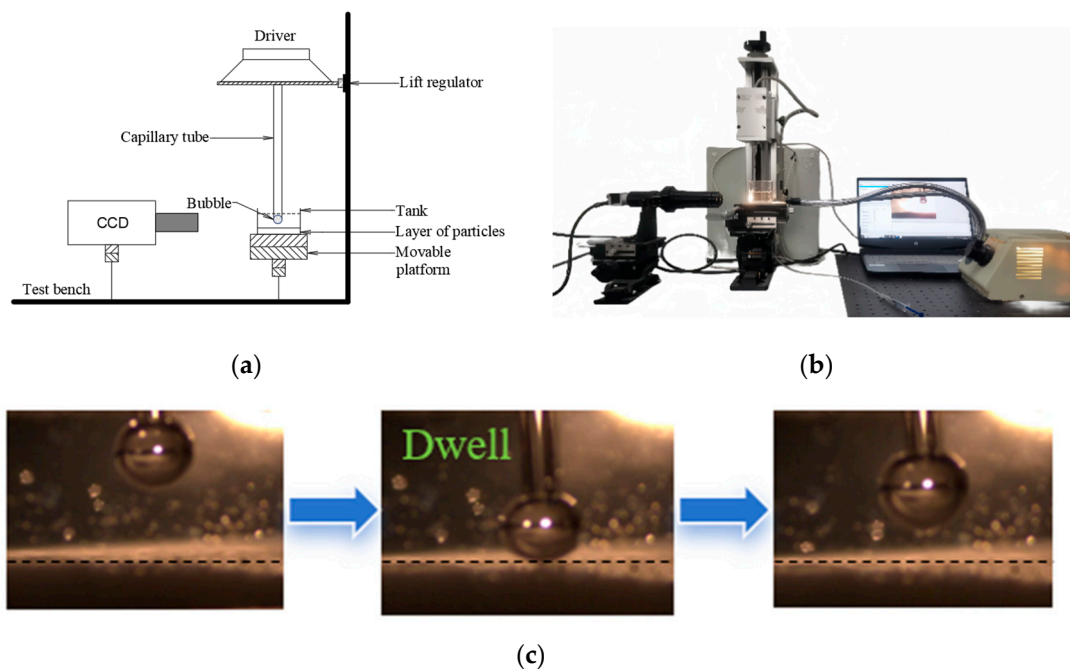 Driver
Lift regulator
Capillary tube
Bubble
Tank
CCD
Layer of particles
Movable
platform
Test bench
(a)
(b)
Dwell
(c)